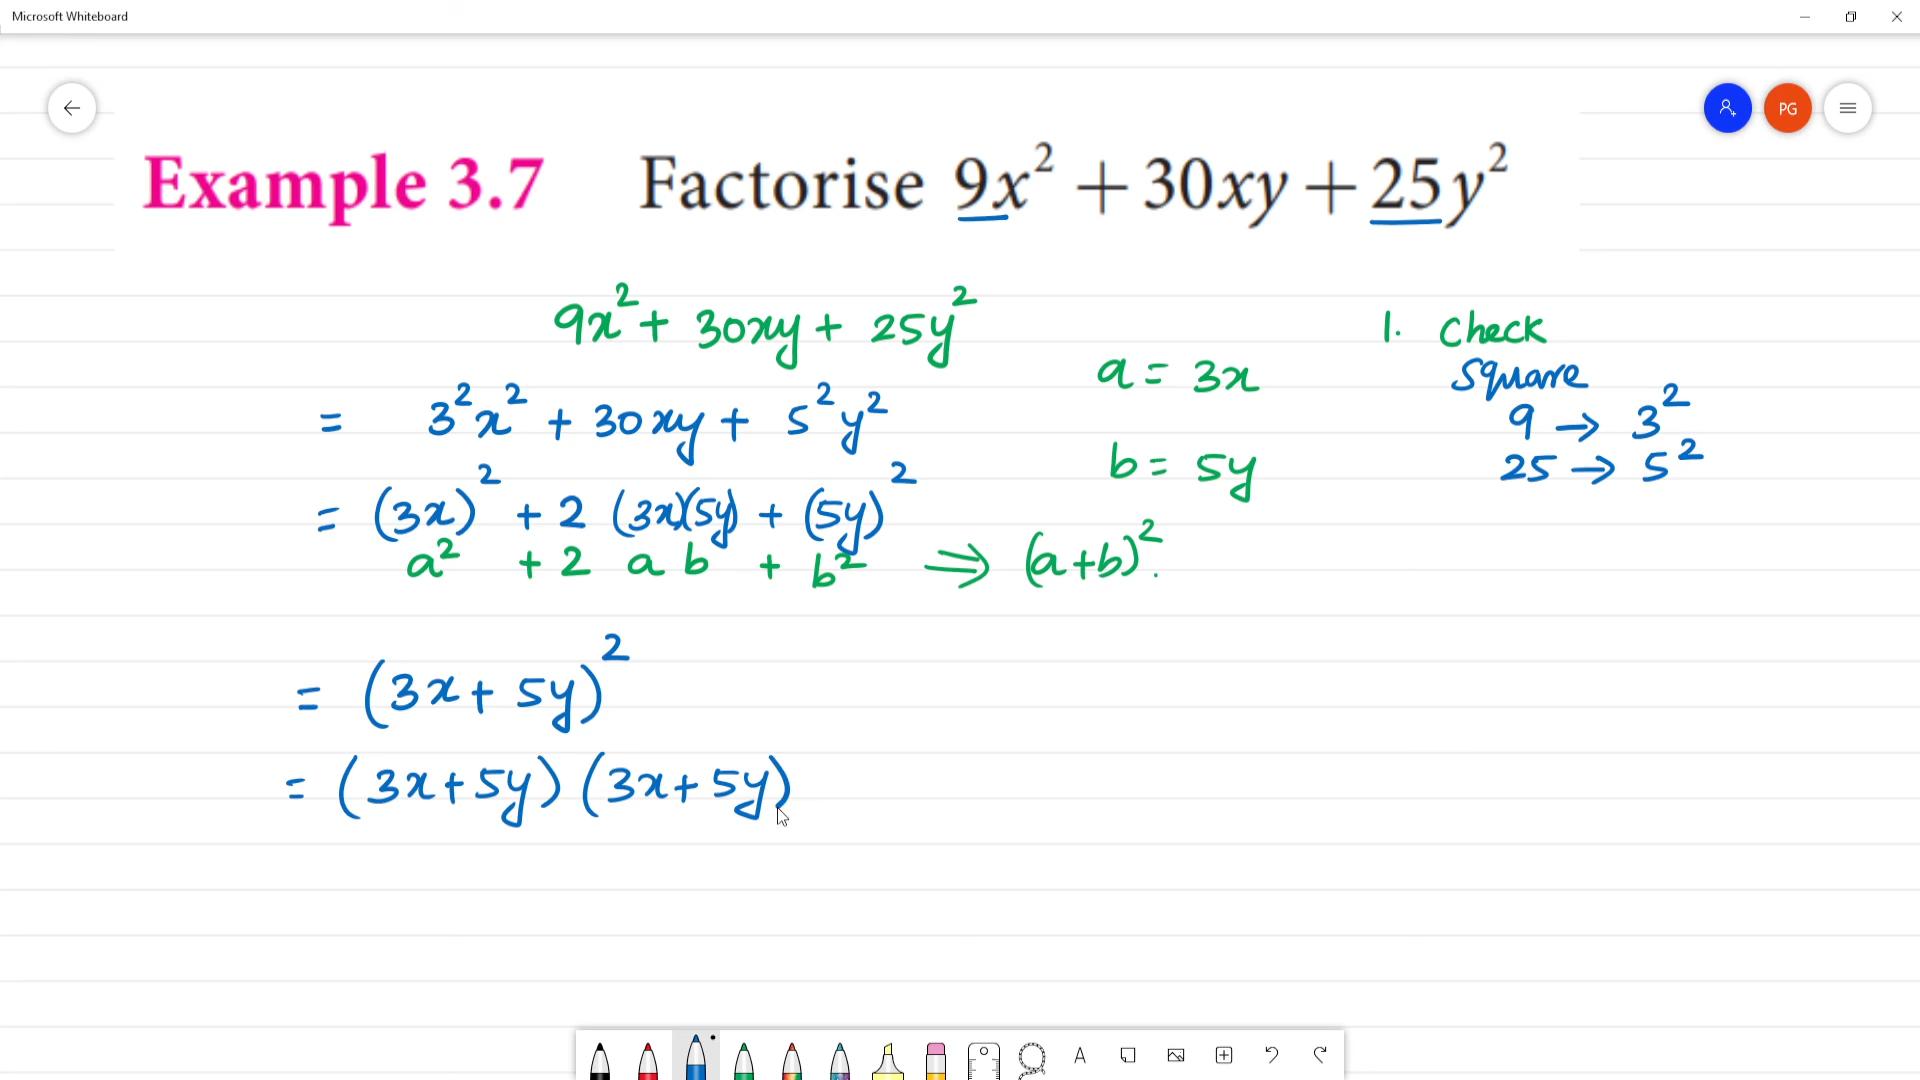 Microsoft Whiteboard
PG
Example 3.7 Factorise 9x² + 30xy + 25y²
9x² + 30xy + 25y²
= 3²x² + 30xy + 5²y²
= (3x)² + 2 (3x)(5y) + (5y)²
a² + 2 a b + b² ⇒ (a+b)².
= (3x + 5y)²
= (3x+5y) (3x+5y)
a = 3x
b = 5y
1. Check
Square
9 → 3²
25 → 5²
A